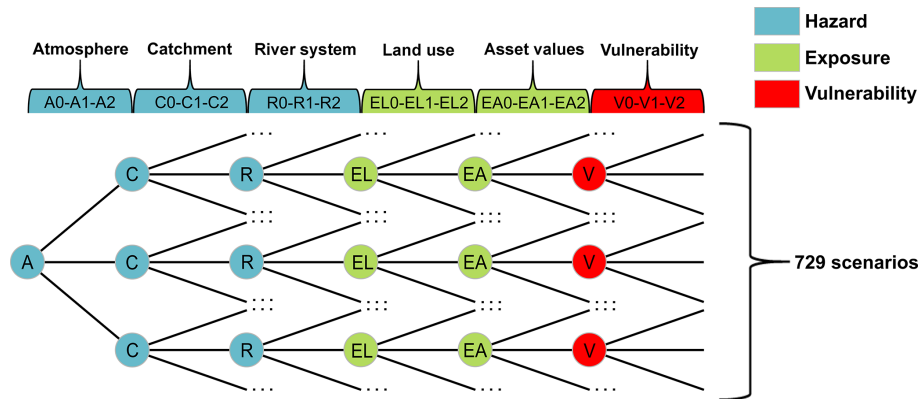 Atmosphere Catchment River system Land use Asset values Vulnerability
A0-A1-A2 C0-C1-C2 R0-R1-R2 EL0-EL1-EL2 EA0-EA1-EA2 V0-V1-V2
Hazard
Exposure
Vulnerability
C R EL EA V
A C R EL EA V
729 scenarios
C R EL EA V